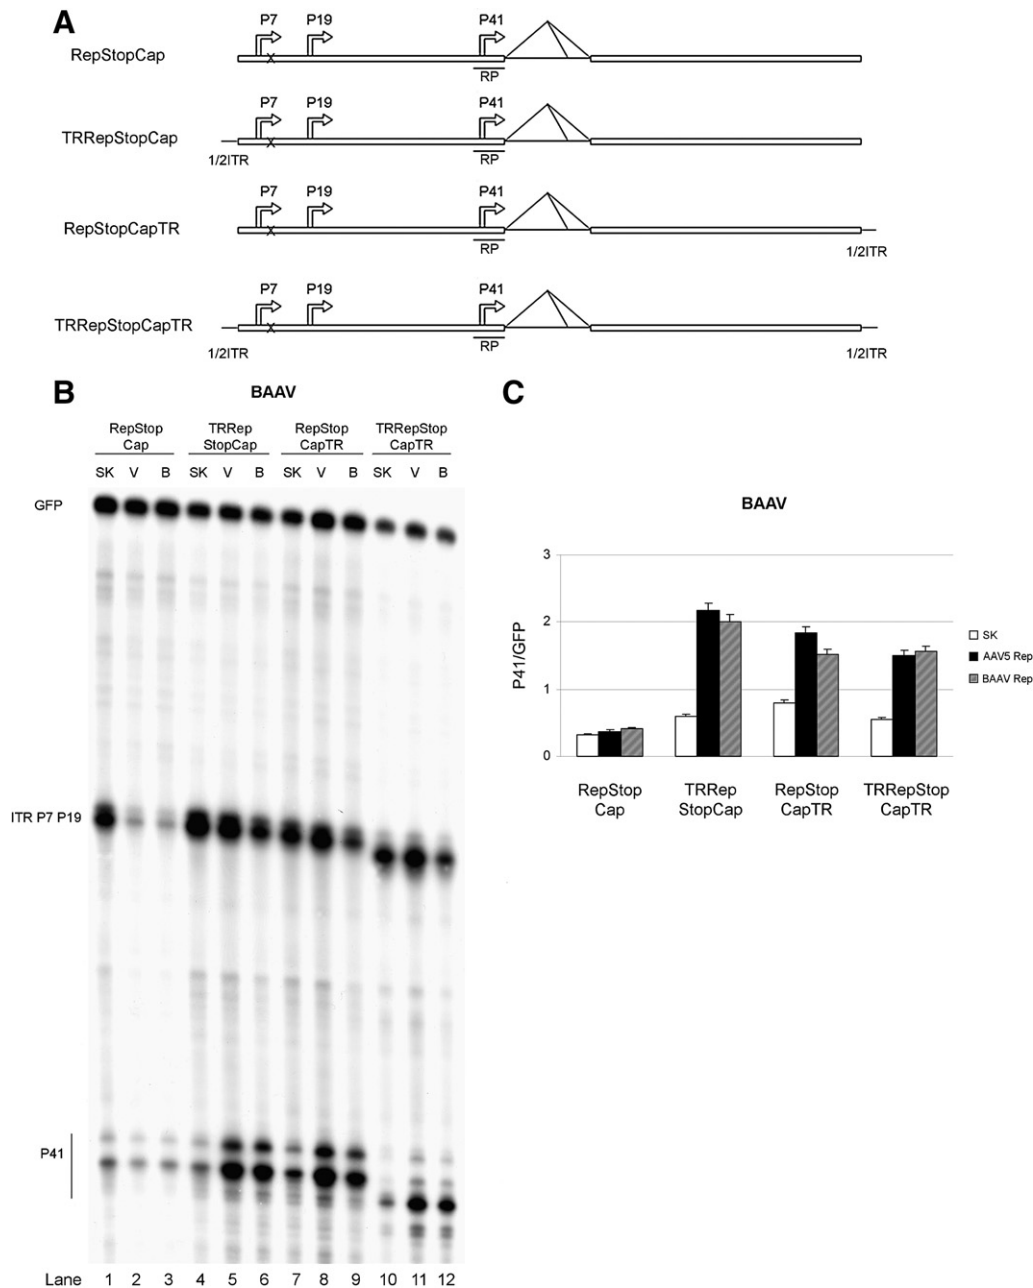 A
P7 P19 P41
RepStopCap
RP
P7 P19 P41
TRRepStopCap
1/2ITR
RP
P7 P19 P41
RepStopCapTR
RP
1/2ITR
P7 P19 P41
TRRepStopCapTR
1/2ITR
RP
1/2ITR
B
BAAV
RepStop TRRep RepStop TRRepStop
Cap StopCap CapTR CapTR
SK V B SK V B SK V B SK V B
GFP
ITR P7 P19
P41
Lane 1 2 3 4 5 6 7 8 9 10 11 12
C
BAAV
P41/GFP
3
2
1
0
SK
AAV5 Rep
BAAV Rep
RepStop TRRep RepStop TRRepStop
Cap StopCap CapTR CapTR